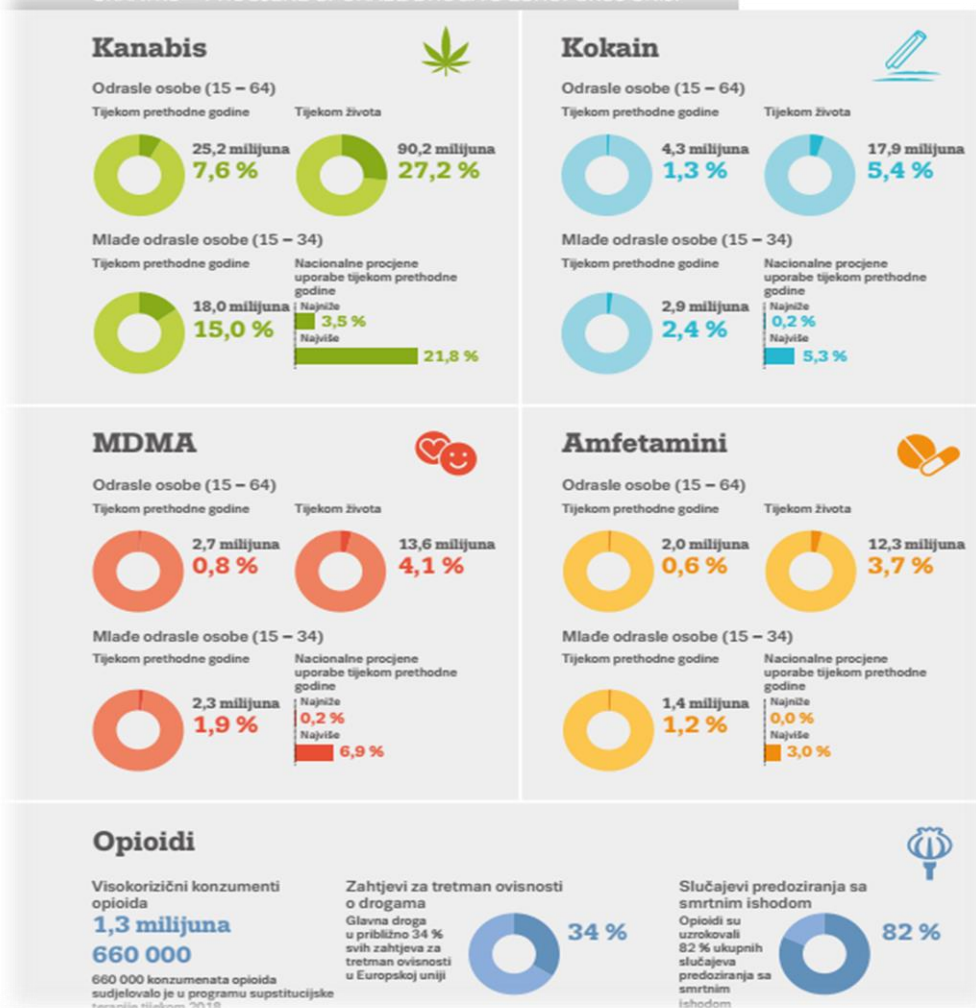 Kanabis
Odrasle osobe (15 – 64)
Tijekom prethodne godine
25,2 milijuna
7,6 %
Tijekom života
90,2 milijuna
27,2 %
Mlađe odrasle osobe (15 – 34)
Tijekom prethodne godine
18,0 milijuna
15,0 %
Nacionalne procjene
uporabe tijekom prethodne
godine
Najniže
3,5 %
Najviše
21,8 %
Kokain
Odrasle osobe (15 – 64)
Tijekom prethodne godine
4,3 milijuna
1,3 %
Tijekom života
17,9 milijuna
5,4 %
Mlađe odrasle osobe (15 – 34)
Tijekom prethodne godine
2,9 milijuna
2,4 %
Nacionalne procjene
uporabe tijekom prethodne
godine
Najniže
0,2 %
Najviše
5,3 %
MDMA
Odrasle osobe (15 – 64)
Tijekom prethodne godine
2,7 milijuna
0,8 %
Tijekom života
13,6 milijuna
4,1 %
Mlađe odrasle osobe (15 – 34)
Tijekom prethodne godine
2,3 milijuna
1,9 %
Nacionalne procjene
uporabe tijekom prethodne
godine
Najniže
0,2 %
Najviše
6,9 %
Amfetamini
Odrasle osobe (15 – 64)
Tijekom prethodne godine
2,0 milijuna
0,6 %
Tijekom života
12,3 milijuna
3,7 %
Mlađe odrasle osobe (15 – 34)
Tijekom prethodne godine
1,4 milijuna
1,2 %
Nacionalne procjene
uporabe tijekom prethodne
godine
Najniže
0,0 %
Najviše
3,0 %
Opioidi
Visokorizični konzumenti
opioida
1,3 milijuna
660 000
660 000 konzumenata opioida
sudjelovalo je u programu supstitucijske
terapije tijekom 2018
Zahtjevi za tretman ovisnosti
o drogama
Glavna droga
u približno 34 %
svih zahtjeva za
tretman ovisnosti
u Europskoj uniji
34 %
Slučajevi predoziranja sa
smrtnim ishodom
Opioidi su
uzrokovali
82 % ukupnih
slučajeva
predoziranja sa
smrtnim
ishodom
82 %